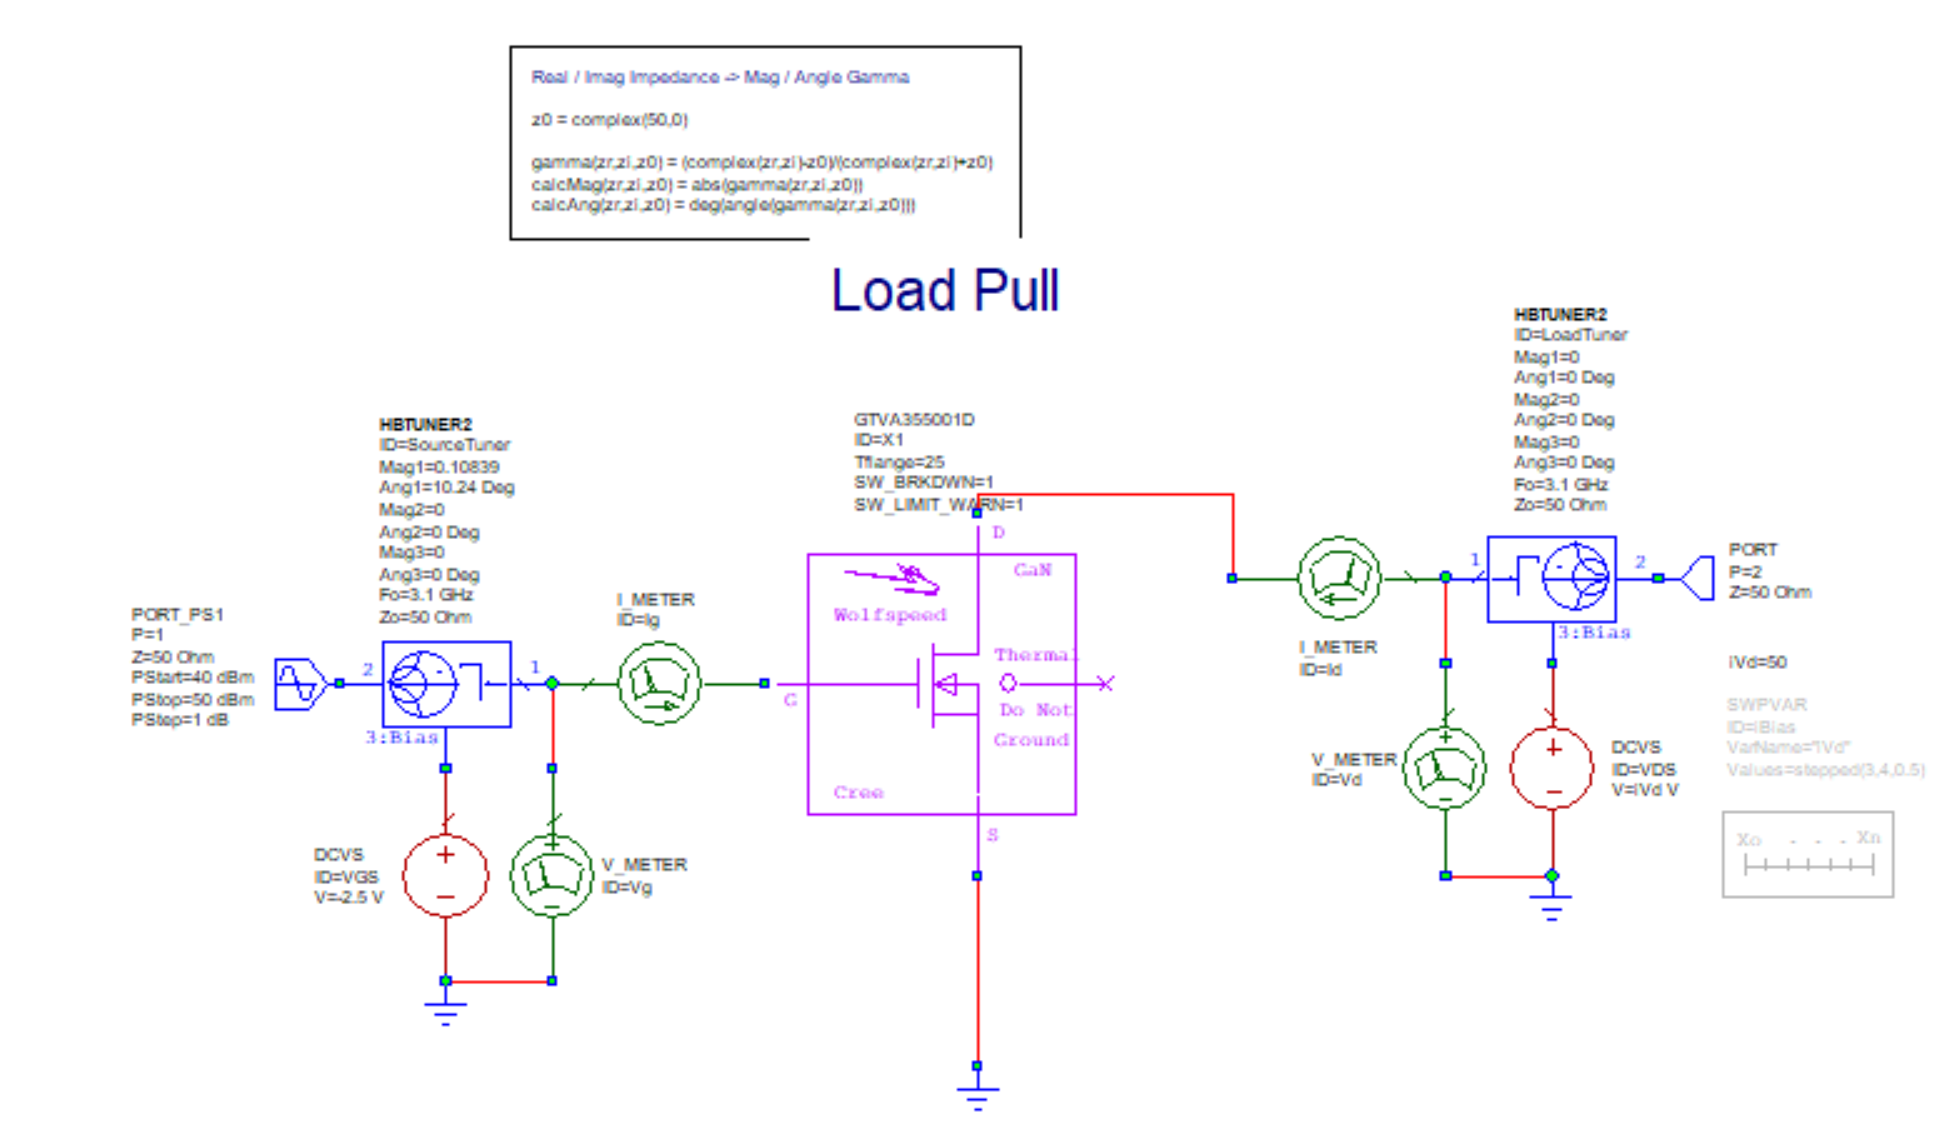 Real / Imag Impedance -> Mag / Angle Gamma
z0 = complex(50,0)
gamma(zr,zi,z0) = (complex(zr,zi)-z0)/(complex(zr,zi)+z0)
calcMag(zr,zi,z0) = abs(gamma(zr,zi,z0))
calcAng(zr,zi,z0) = deg(angle(gamma(zr,zi,z0)))
Load Pull
PORT_PS1
P=1
Z=50 Ohm
PStart=40 dBm
PStop=50 dBm
PStep=1 dB
HBTUNER2
ID=SourceTuner
Mag1=0.10839
Ang1=10.24 Deg
Mag2=0
Ang2=0 Deg
Mag3=0
Ang3=0 Deg
Fo=3.1 GHz
Zo=50 Ohm
2
1
3:Bias
DCVS
ID=VGS
V=-2.5 V
V_METER
ID=Vg
I_METER
ID=Ig
GTVA355001D
ID=X1
Tflange=25
SW_BRKDWN=1
SW_LIMIT_WARN=1
D
GaN
Wolfspeed
Thermal
G
Do Not
Ground
Cree
S
I_METER
ID=Id
HBTUNER2
ID=LoadTuner
Mag1=0
Ang1=0 Deg
Mag2=0
Ang2=0 Deg
Mag3=0
Ang3=0 Deg
Fo=3.1 GHz
Zo=50 Ohm
1
2
3:Bias
PORT
P=2
Z=50 Ohm
V_METER
ID=Vd
DCVS
ID=VDS
V=iVd V
iVd=50
SWPVAR
ID=iBias
VarName="iVd"
Values=stepped(3,4,0.5)
Xo . . . Xn